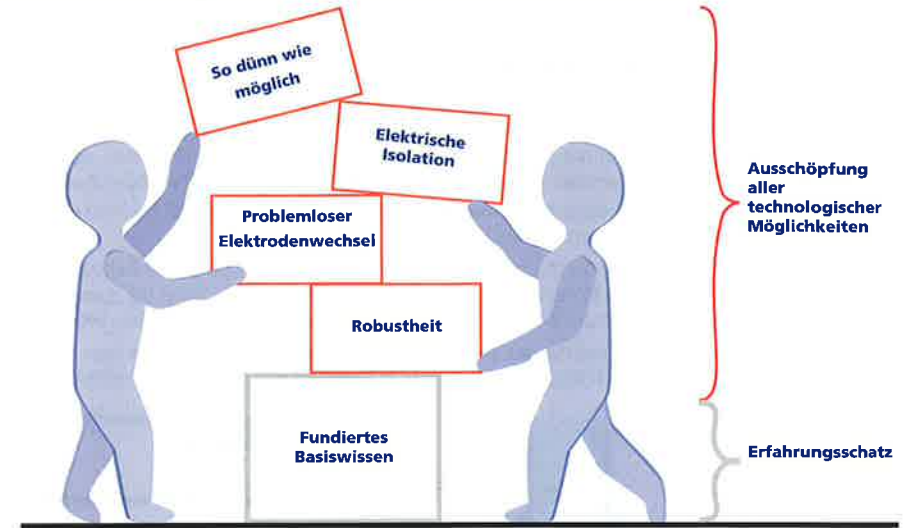 So dünn wie
möglich
Elektrische
Isolation
Problemloser
Elektrodenwechsel
Robustheit
Fundiertes
Basiswissen
Ausschöpfung
aller
technologischer
Möglichkeiten
Erfahrungsschatz